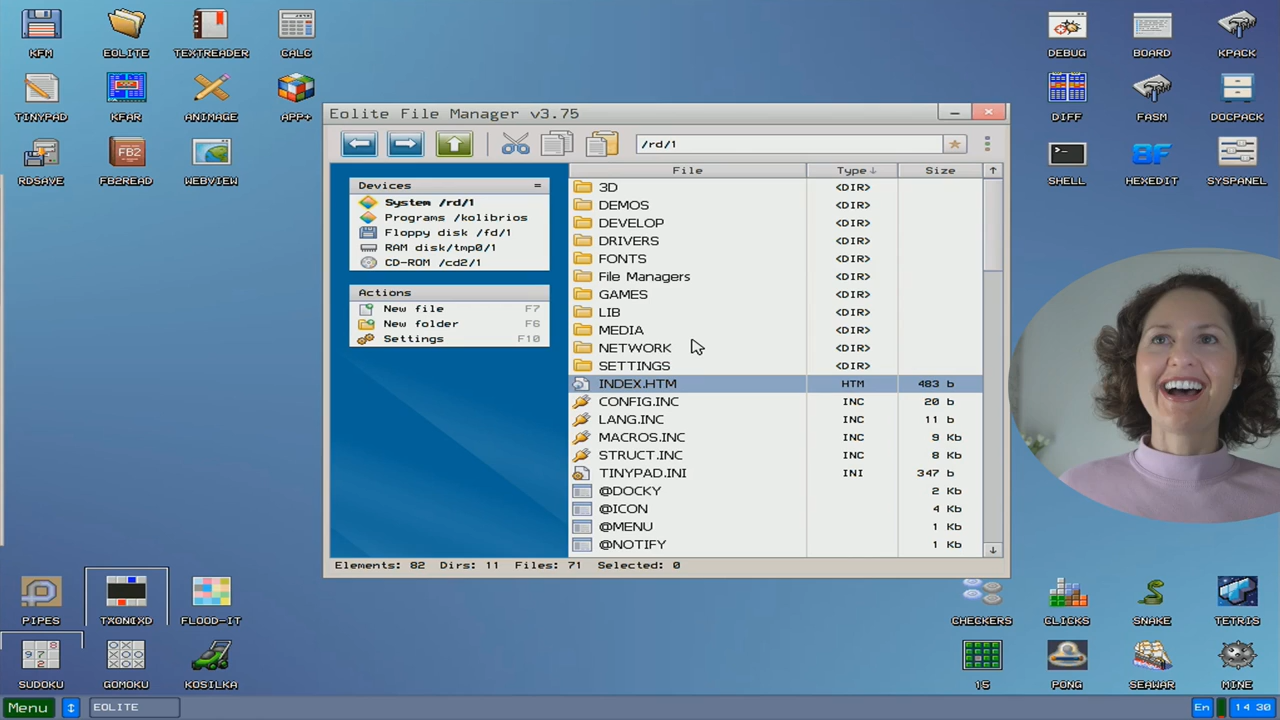 KFM
EOLITE
TEXTREADER
CALC
TINYPAD
KFAR
ANIMAGE
APP+
RDSAVE
FB2
FB2READ
WEBVIEW
DEBUG
BOARD
KPACK
DIFF
FASM
DOCPACK
SHELL
8F
HEXEDIT
SYSPANEL
Eolite File Manager v3.75
/rd/1
Devices =
System /rd/1
Programs /kolibrios
Floppy disk /fd/1
RAM disk/tmp0/1
CD-ROM /cd2/1
Actions
New file F7
New folder F6
Settings F10
File Type↓ Size
3D <DIR>
DEMOS <DIR>
DEVELOP <DIR>
DRIVERS <DIR>
FONTS <DIR>
File Managers <DIR>
GAMES <DIR>
LIB <DIR>
MEDIA <DIR>
NETWORK <DIR>
SETTINGS <DIR>
INDEX.HTM HTM 483 b
CONFIG.INC INC 20 b
LANG.INC INC 11 b
MACROS.INC INC 9 Kb
STRUCT.INC INC 8 Kb
TINYPAD.INI INI 347 b
@DOCKY 2 Kb
@ICON 4 Kb
@MENU 1 Kb
@NOTIFY 1 Kb
Elements: 82 Dirs: 11 Files: 71 Selected: 0
PIPES
FLOOD-IT
CHECKERS
CLICKS
SNAKE
TETRIS
9 7 8
2
SUDOKU
GOMOKU
KOSILKA
15
PONG
SEAWAR
MINE
Menu
EOLITE
En
14 30